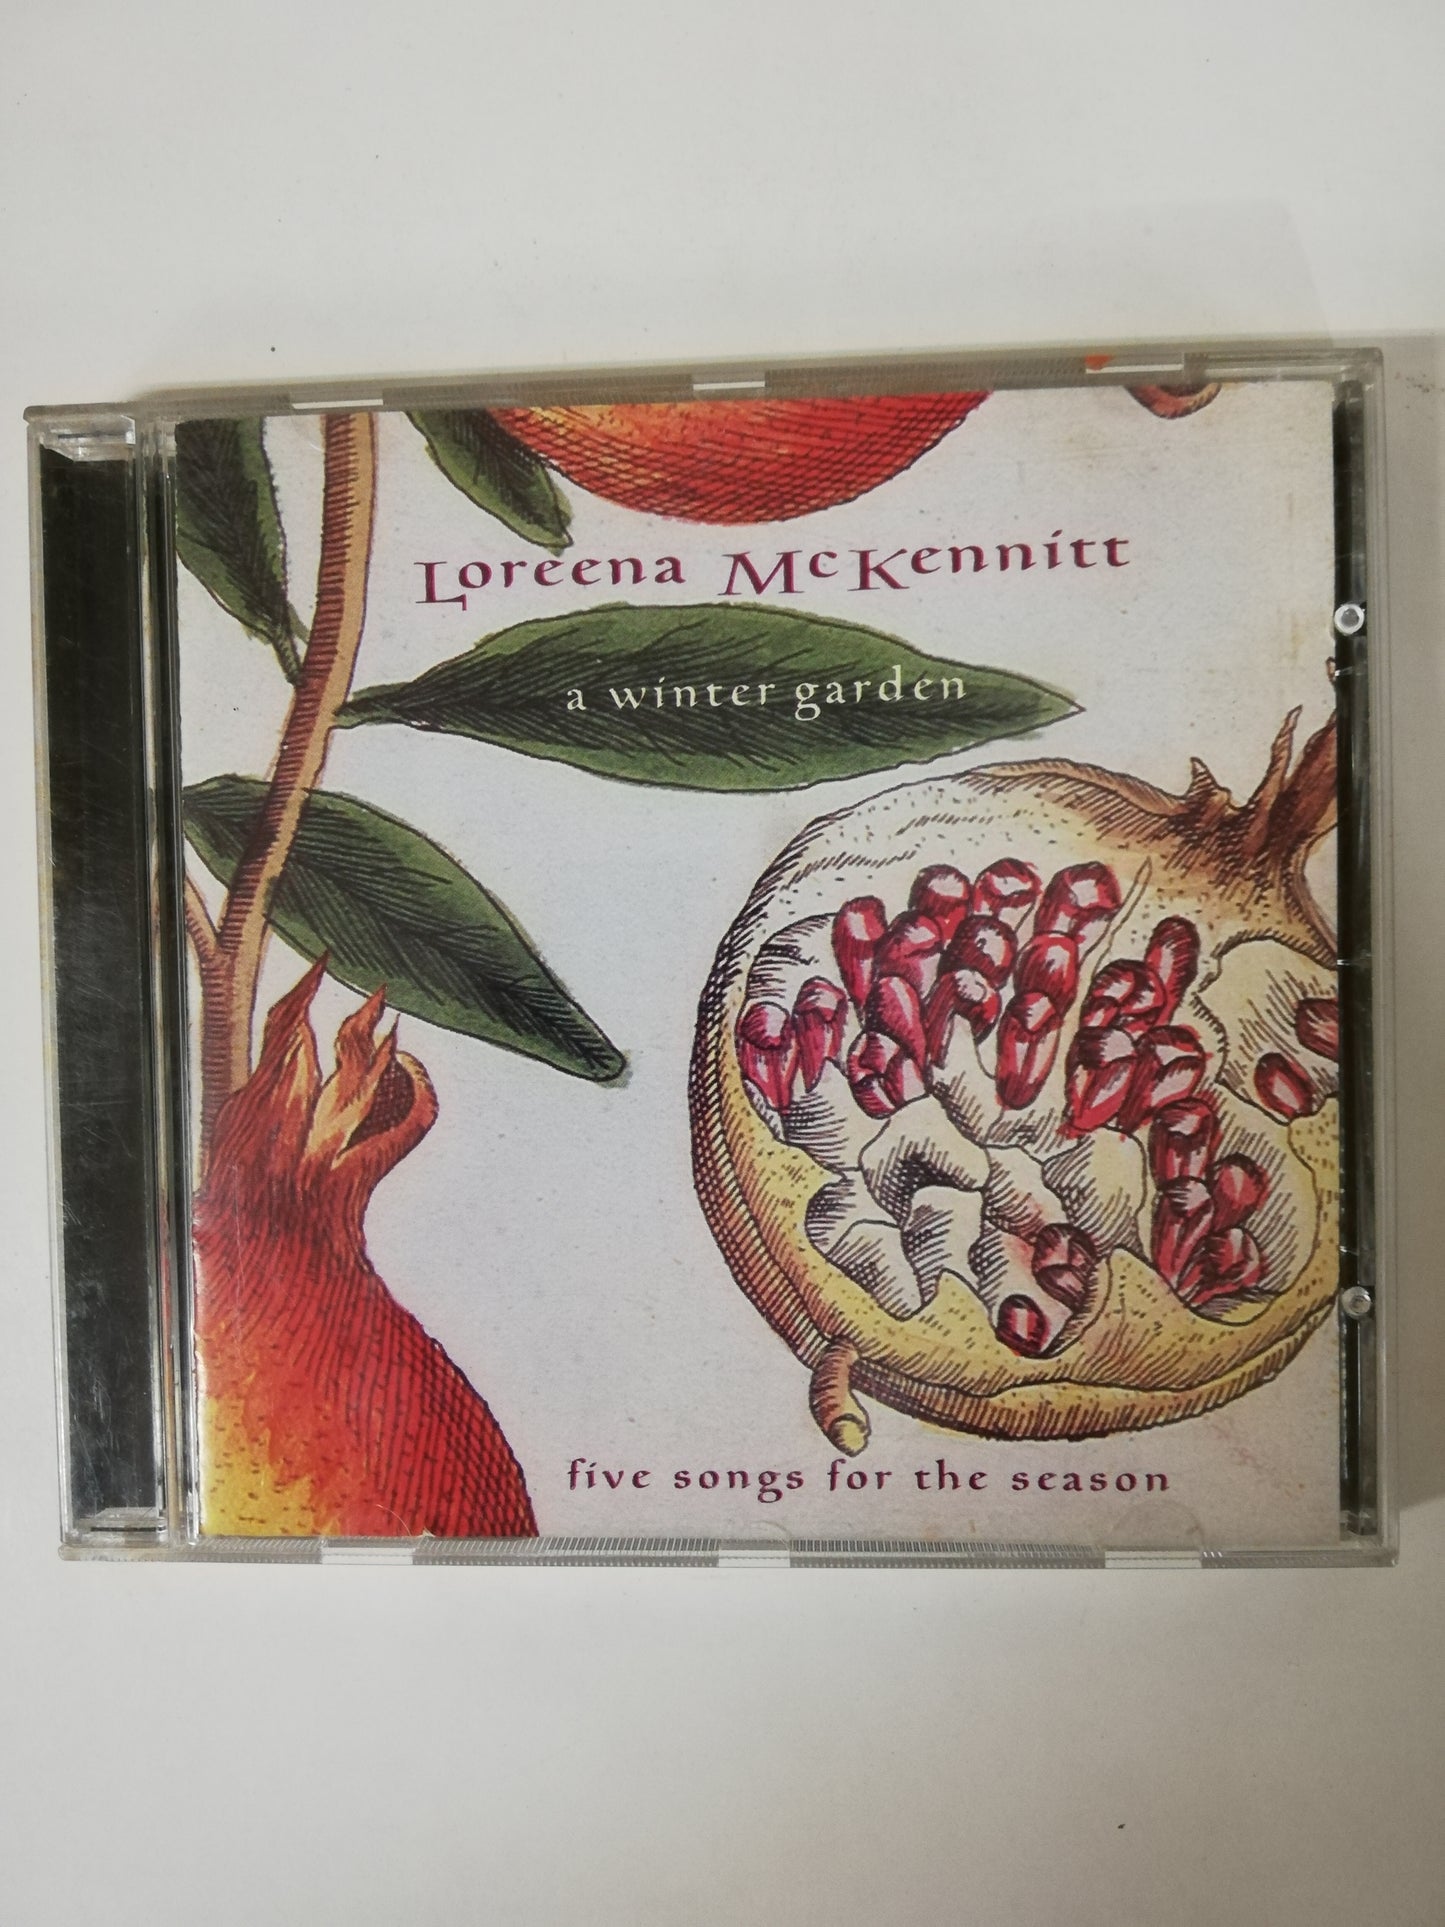 Loreena McKennitt
a winter garden
five songs for the season